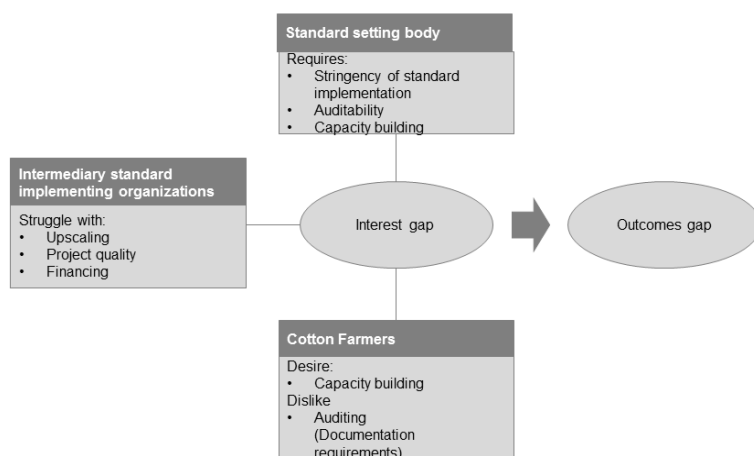 Standard setting body
Requires:
• Stringency of standard
implementation
• Auditability
• Capacity building
Intermediary standard
implementing organizations
Struggle with:
• Upscaling
• Project quality
• Financing
Interest gap
Outcomes gap
Cotton Farmers
Desire:
• Capacity building
Dislike
• Auditing
(Documentation
requirements)